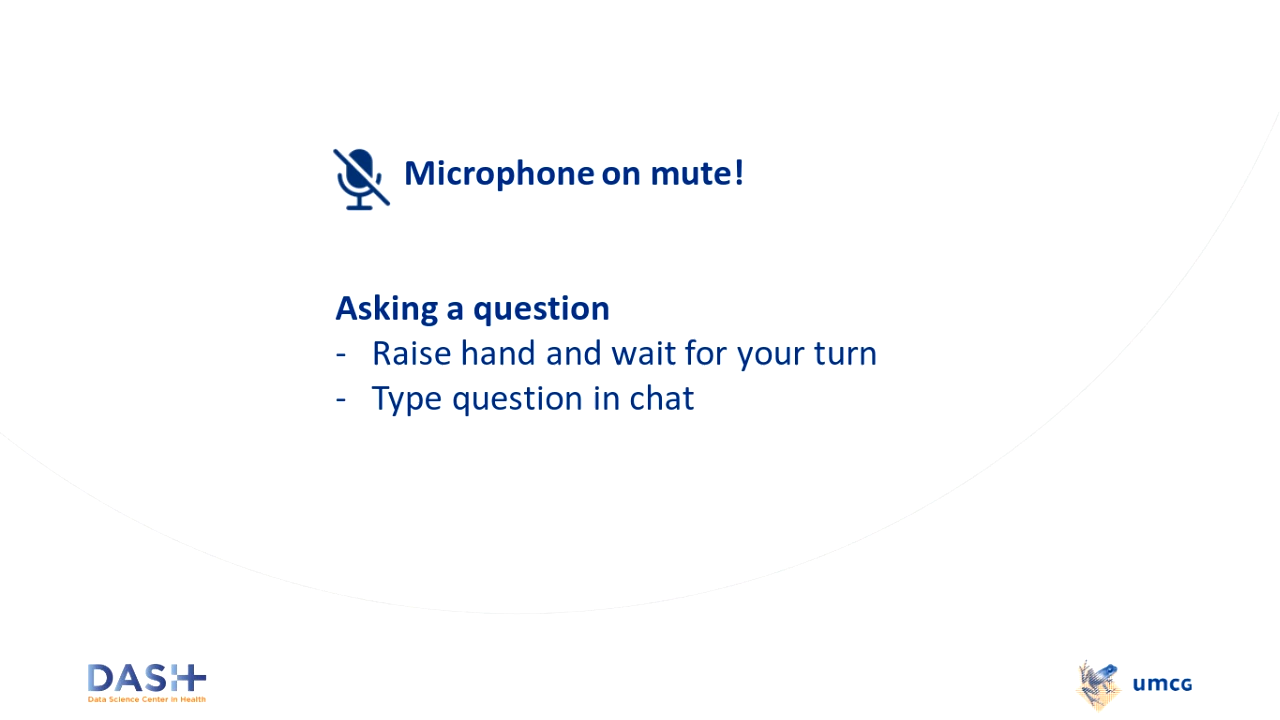 Microphone on mute!
Asking a question
- Raise hand and wait for your turn
- Type question in chat
DASH
Data Science Center in Health
umcg